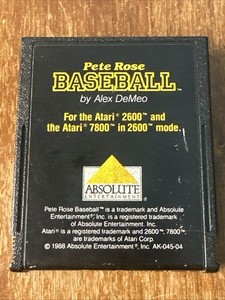 Pete Rose
BASEBALL™
by Alex DeMeo
For the Atari® 2600™ and
the Atari® 7800™ in 2600™ mode.
ABSOLUTE
ENTERTAINMENT®
Pete Rose Baseball™ is a trademark and Absolute
Entertainment®, Inc. is a registered trademark
of Absolute Entertainment, Inc.
Atari® is a registered trademark and 2600™, 7800™
are trademarks of Atari Corp.
© 1988 Absolute Entertainment, Inc. AK-045-04